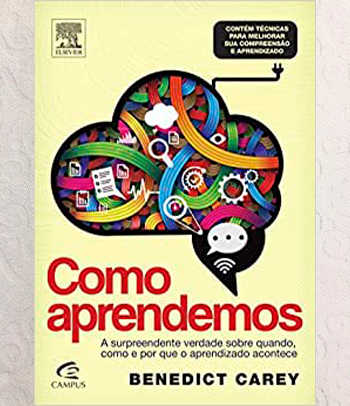 ELSEVIER
CONTÉM TÉCNICAS
PARA MELHORAR
SUA COMPREENSÃO
E APRENDIZADO
Como
aprendemos
A surpreendente verdade sobre quando,
como e por que o aprendizado acontece
CAMPUS
BENEDICT CAREY